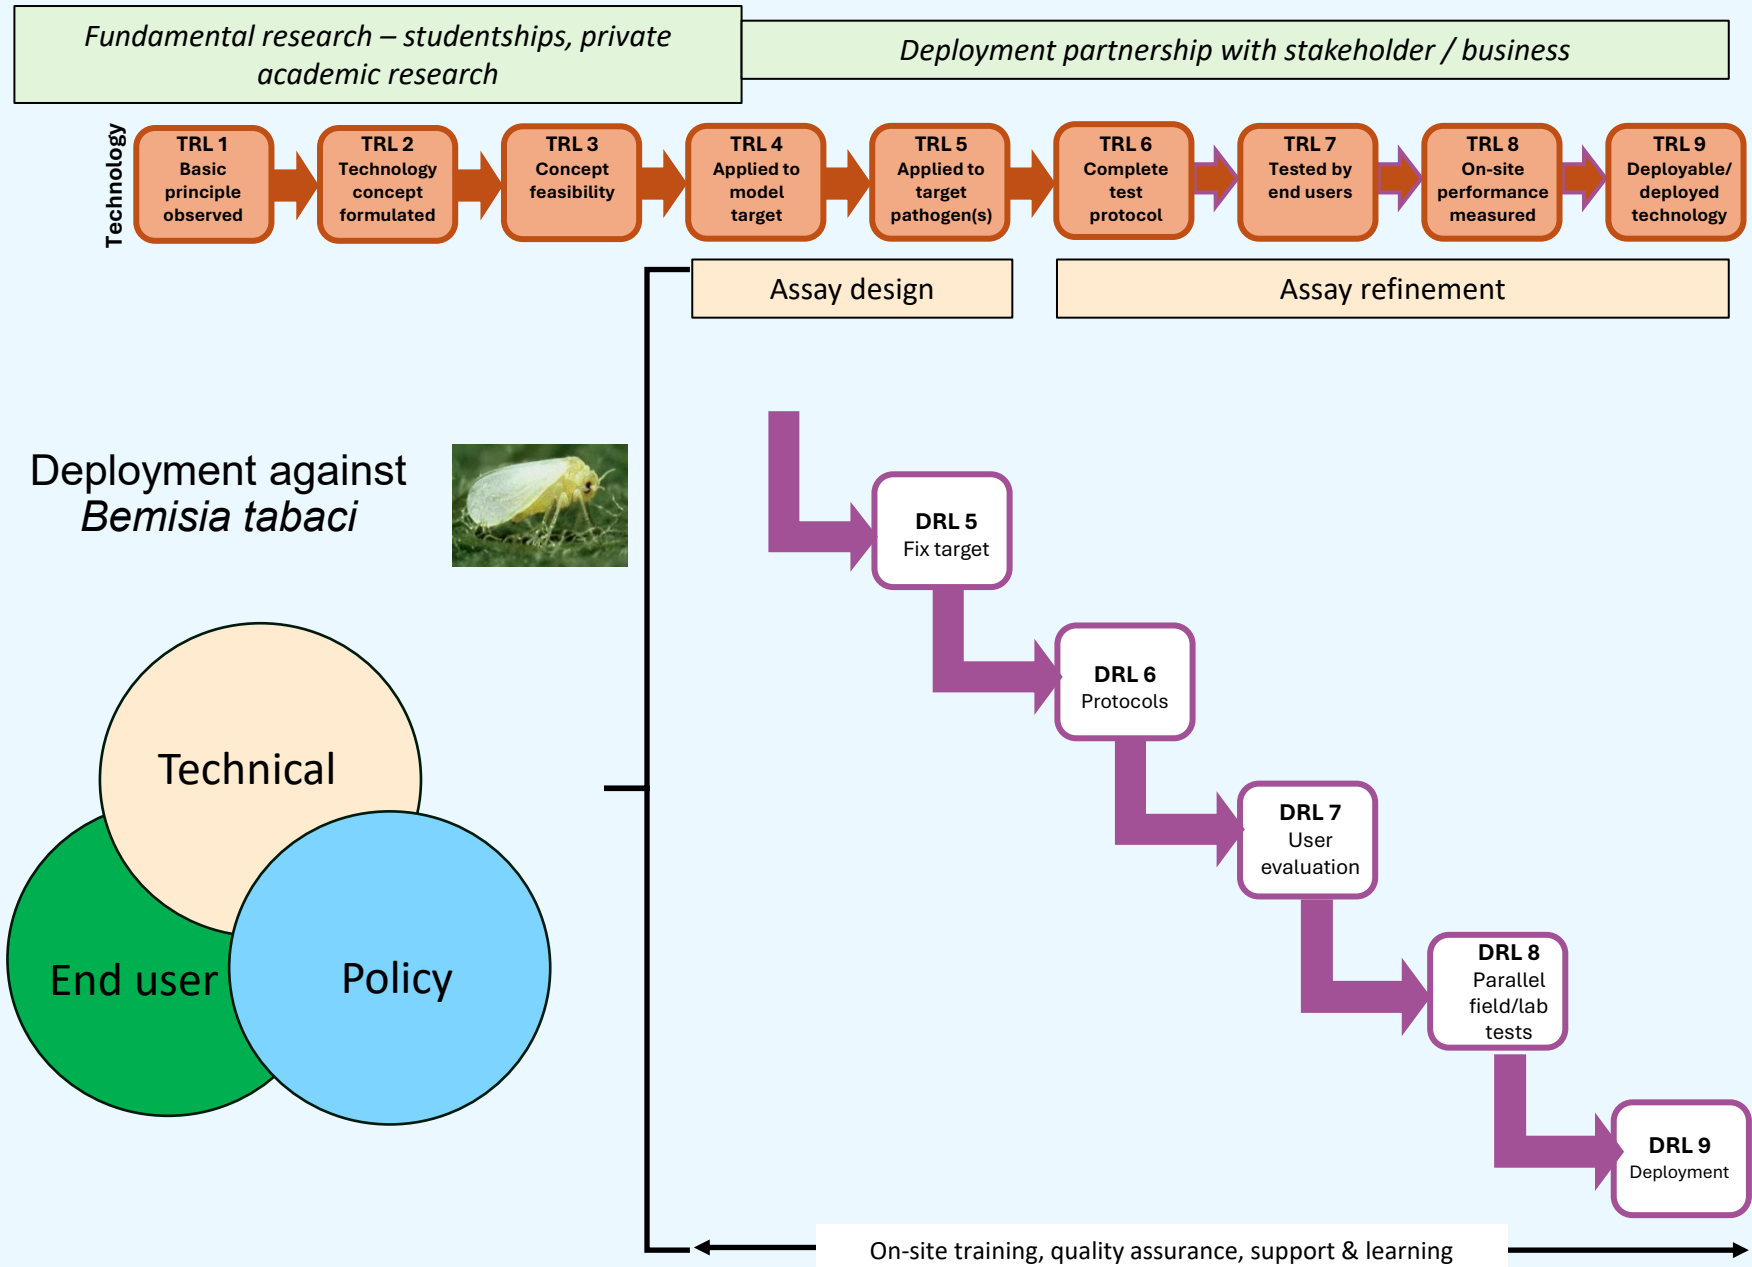 Fundamental research – studentships, private
academic research
Deployment partnership with stakeholder / business
Technology
TRL 1
Basic
principle
observed
TRL 2
Technology
concept
formulated
TRL 3
Concept
feasibility
TRL 4
Applied to
model
target
TRL 5
Applied to
target
pathogen(s)
TRL 6
Complete
test
protocol
TRL 7
Tested by
end users
TRL 8
On-site
performance
measured
TRL 9
Deployable/
deployed
technology
Assay design
Assay refinement
Deployment against
Bemisia tabaci
DRL 5
Fix target
DRL 6
Protocols
DRL 7
User
evaluation
DRL 8
Parallel
field/lab
tests
DRL 9
Deployment
Technical
End user
Policy
On-site training, quality assurance, support & learning